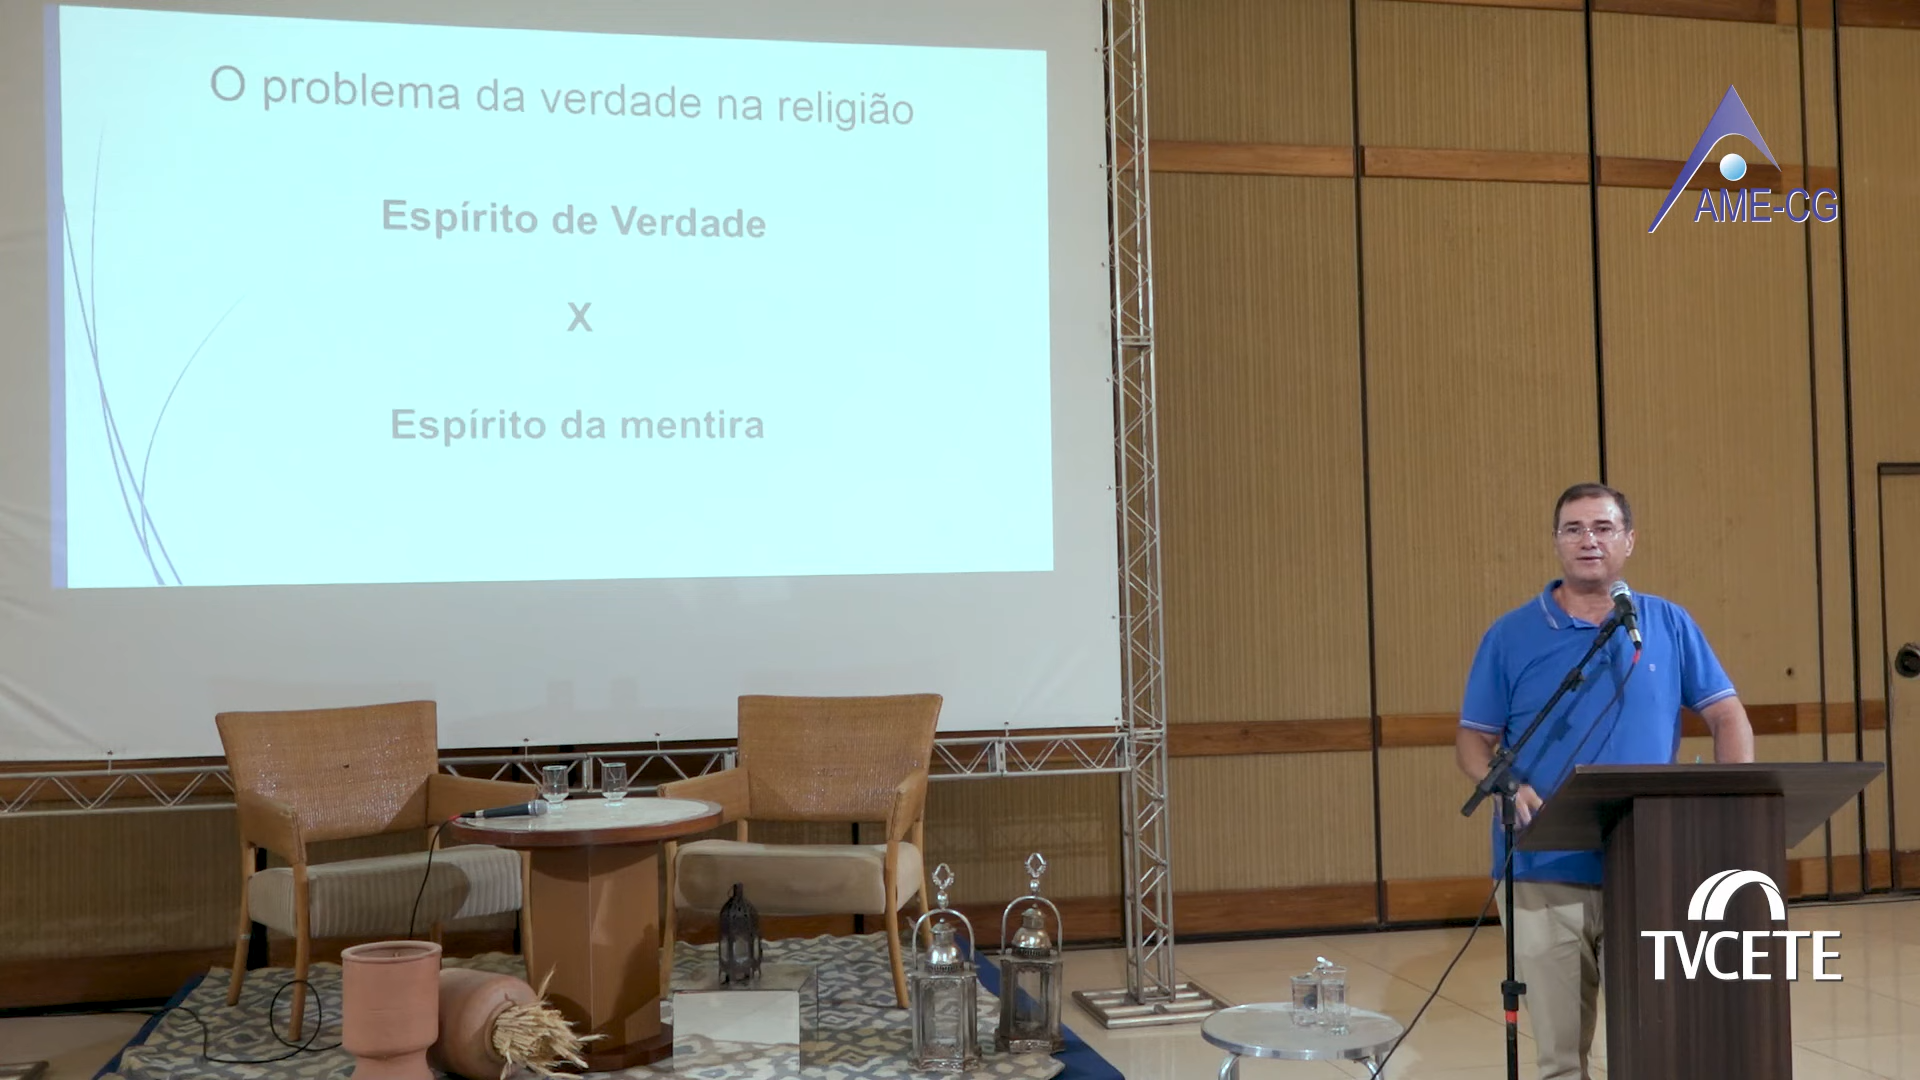 O problema da verdade na religião
Espírito de Verdade
X
Espírito da mentira
AME-CG
TVCETE